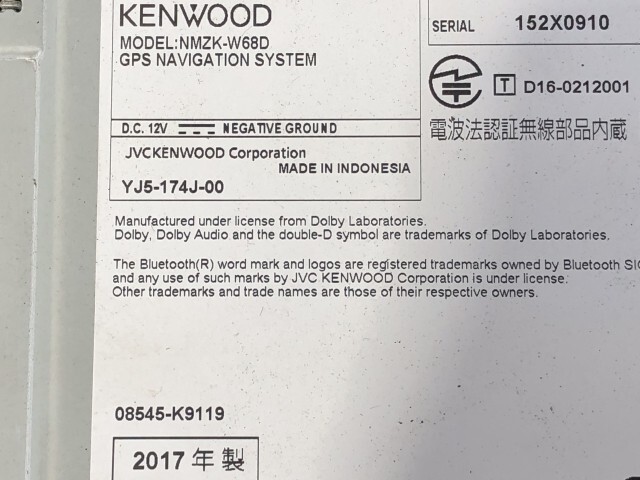 KENWOOD
MODEL:NMZK-W68D
GPS NAVIGATION SYSTEM
SERIAL 152X0910
T D16-0212001
電波法認証無線部品内蔵
D.C. 12V NEGATIVE GROUND
JVCKENWOOD Corporation
MADE IN INDONESIA
YJ5-174J-00
Manufactured under license from Dolby Laboratories.
Dolby, Dolby Audio and the double-D symbol are trademarks of Dolby Laboratories.
The Bluetooth(R) word mark and logos are registered trademarks owned by Bluetooth SIG
and any use of such marks by JVC KENWOOD Corporation is under license.
Other trademarks and trade names are those of their respective owners.
08545-K9119
2017 年 製